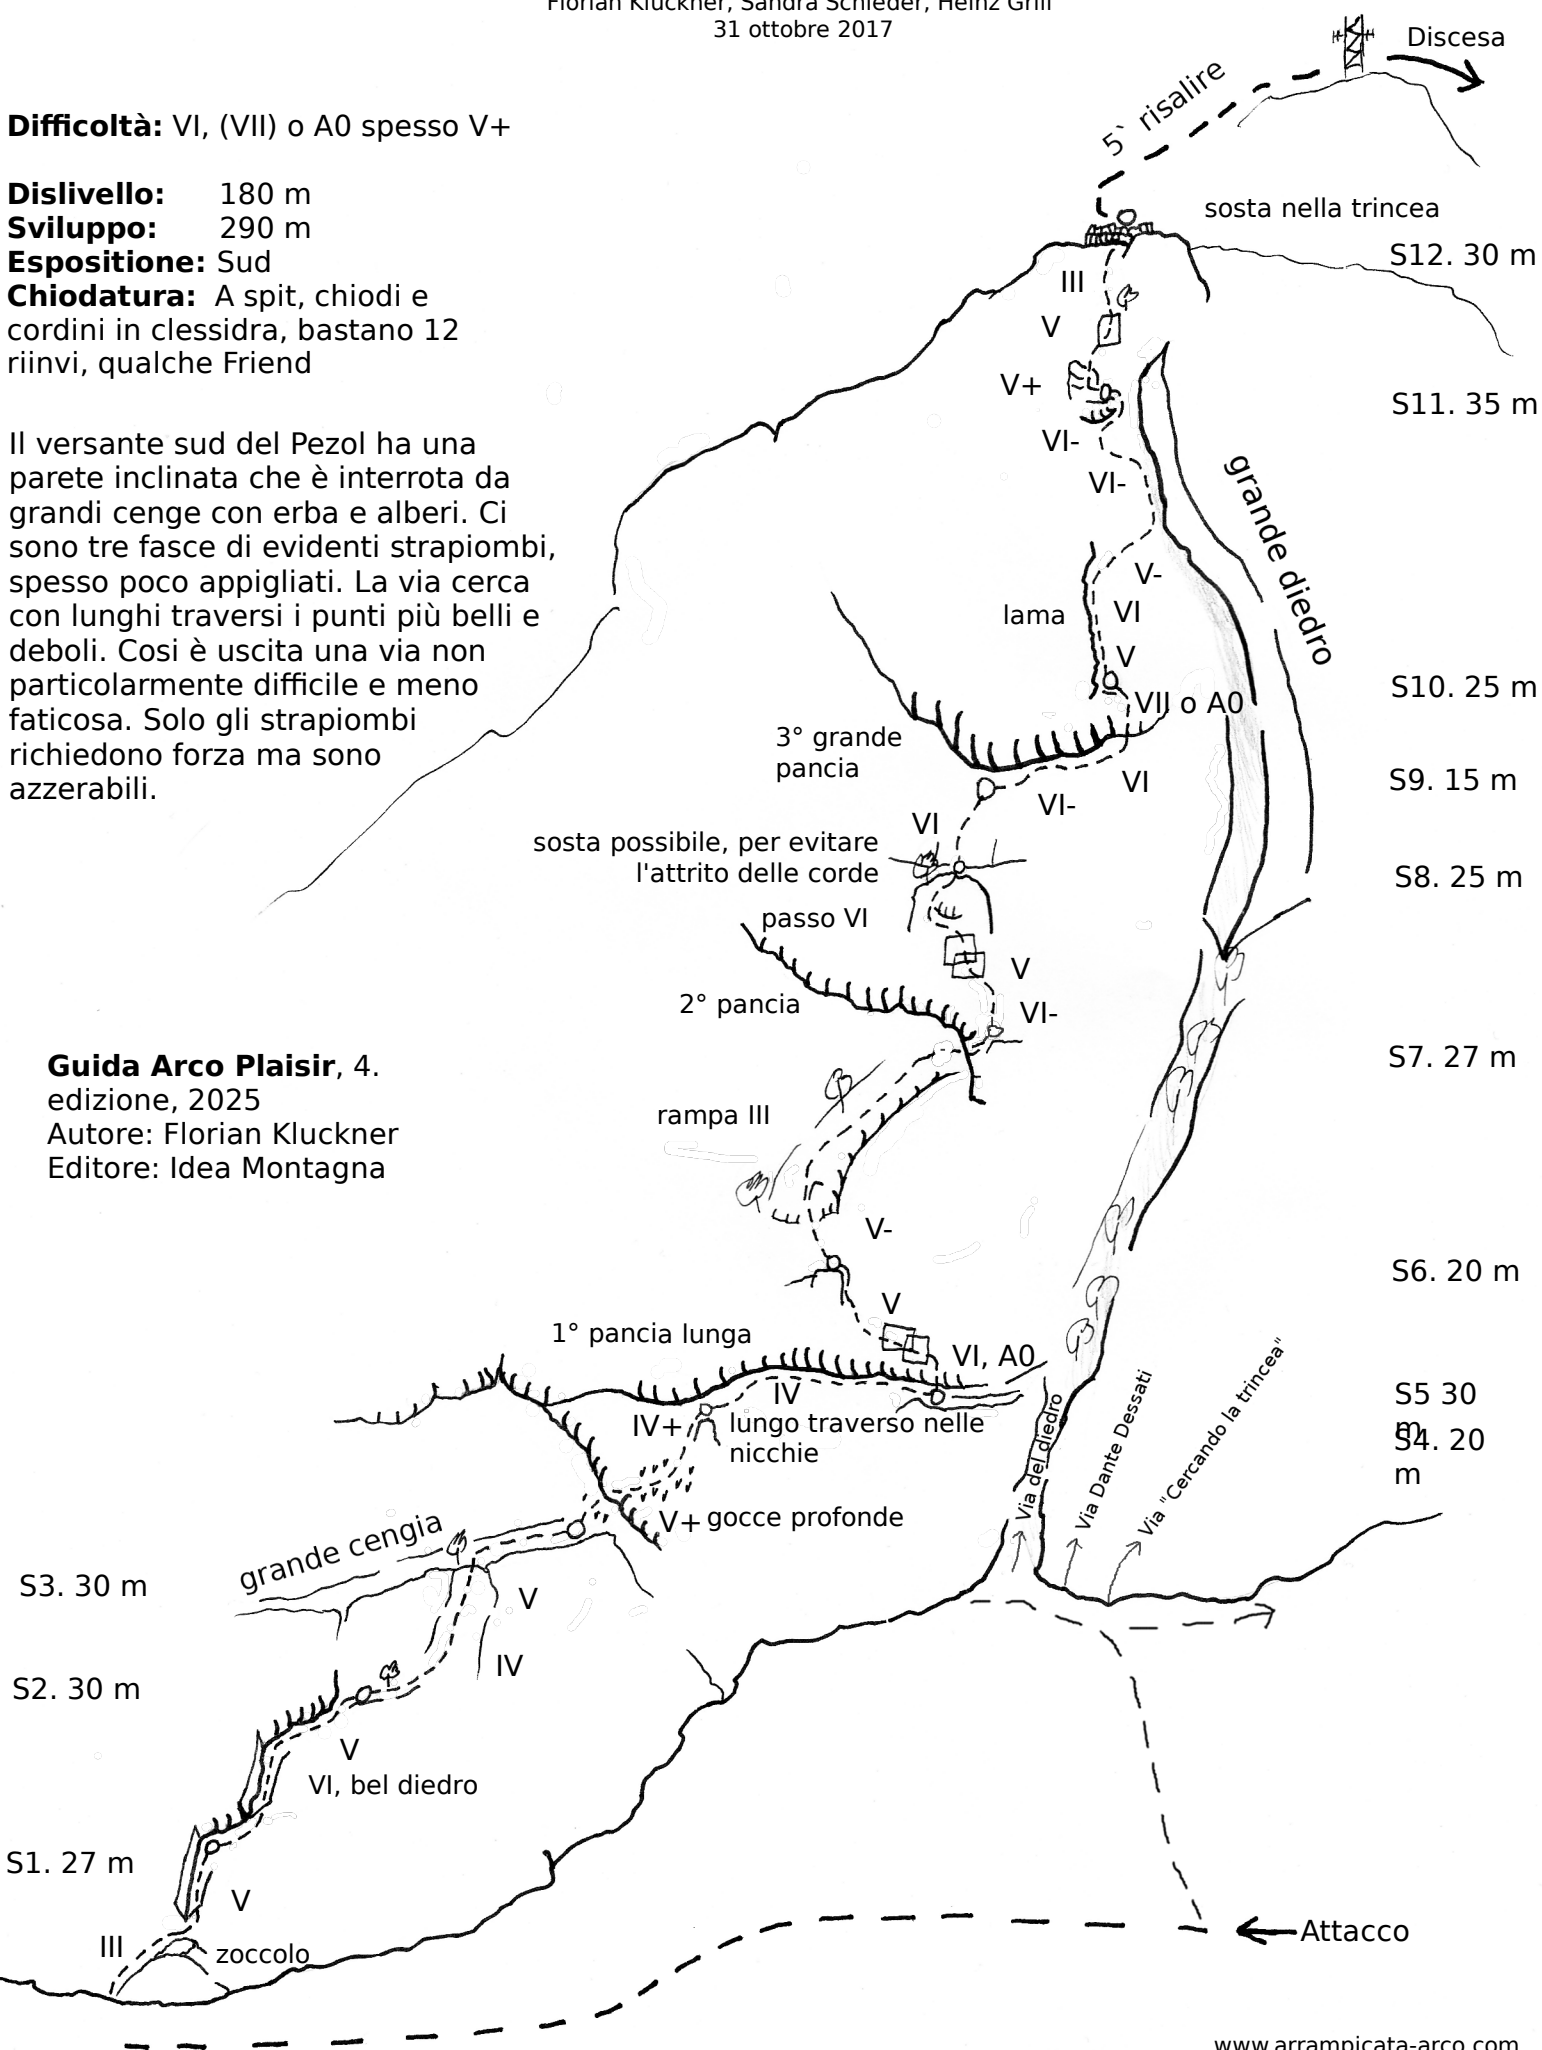 Florian Kluckner, Sandra Schieder, Heinz Grill
31 ottobre 2017
Discesa
5` risalire
Difficoltà: VI, (VII) o A0 spesso V+
Dislivello: 180 m
Sviluppo: 290 m
Espositione: Sud
Chiodatura: A spit, chiodi e
cordini in clessidra, bastano 12
riinvi, qualche Friend
Il versante sud del Pezol ha una
parete inclinata che è interrota da
grandi cenge con erba e alberi. Ci
sono tre fasce di evidenti strapiombi,
spesso poco appigliati. La via cerca
con lunghi traversi i punti più belli e
deboli. Cosi è uscita una via non
particolarmente difficile e meno
faticosa. Solo gli strapiombi
richiedono forza ma sono
azzerabili.
sosta nella trincea
S12. 30 m
III
V
V+
S11. 35 m
VI-
VI-
grande diedro
V-
lama
VI
V
S10. 25 m
VII o A0
3° grande
pancia
VI
S9. 15 m
VI-
VI
sosta possibile, per evitare
l'attrito delle corde
S8. 25 m
passo VI
V
2° pancia
VI-
S7. 27 m
Guida Arco Plaisir, 4.
edizione, 2025
Autore: Florian Kluckner
Editore: Idea Montagna
rampa III
V-
S6. 20 m
V
1° pancia lunga
VI, A0
IV
IV+
lungo traverso nelle
nicchie
S5 30
m
S4. 20
m
Via del diedro
Via Dante Dessati
Via "Cercando la trincea"
V+
gocce profonde
grande cengia
S3. 30 m
V
IV
S2. 30 m
V
VI, bel diedro
S1. 27 m
V
III
zoccolo
Attacco
www.arrampicata-arco.com